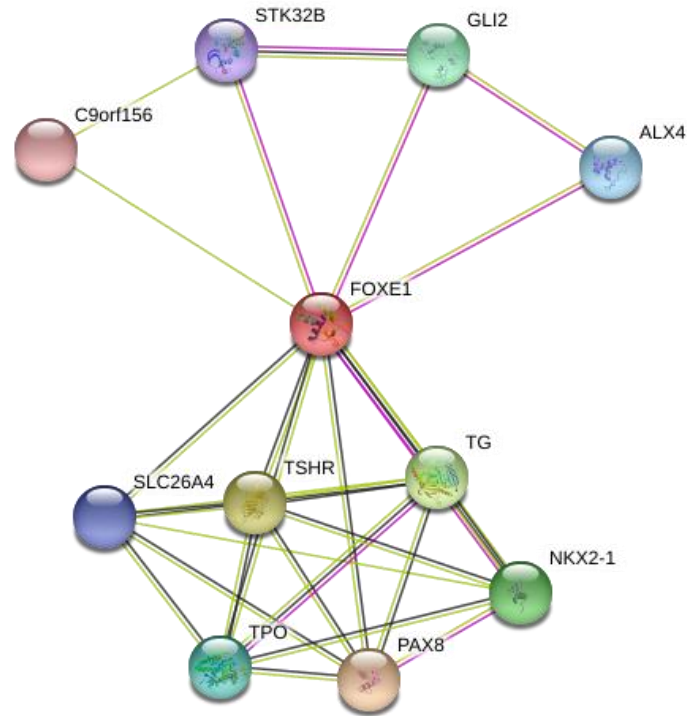 STK32B
GLI2
C9orf156
ALX4
FOXE1
TG
TSHR
SLC26A4
NKX2-1
TPO
PAX8